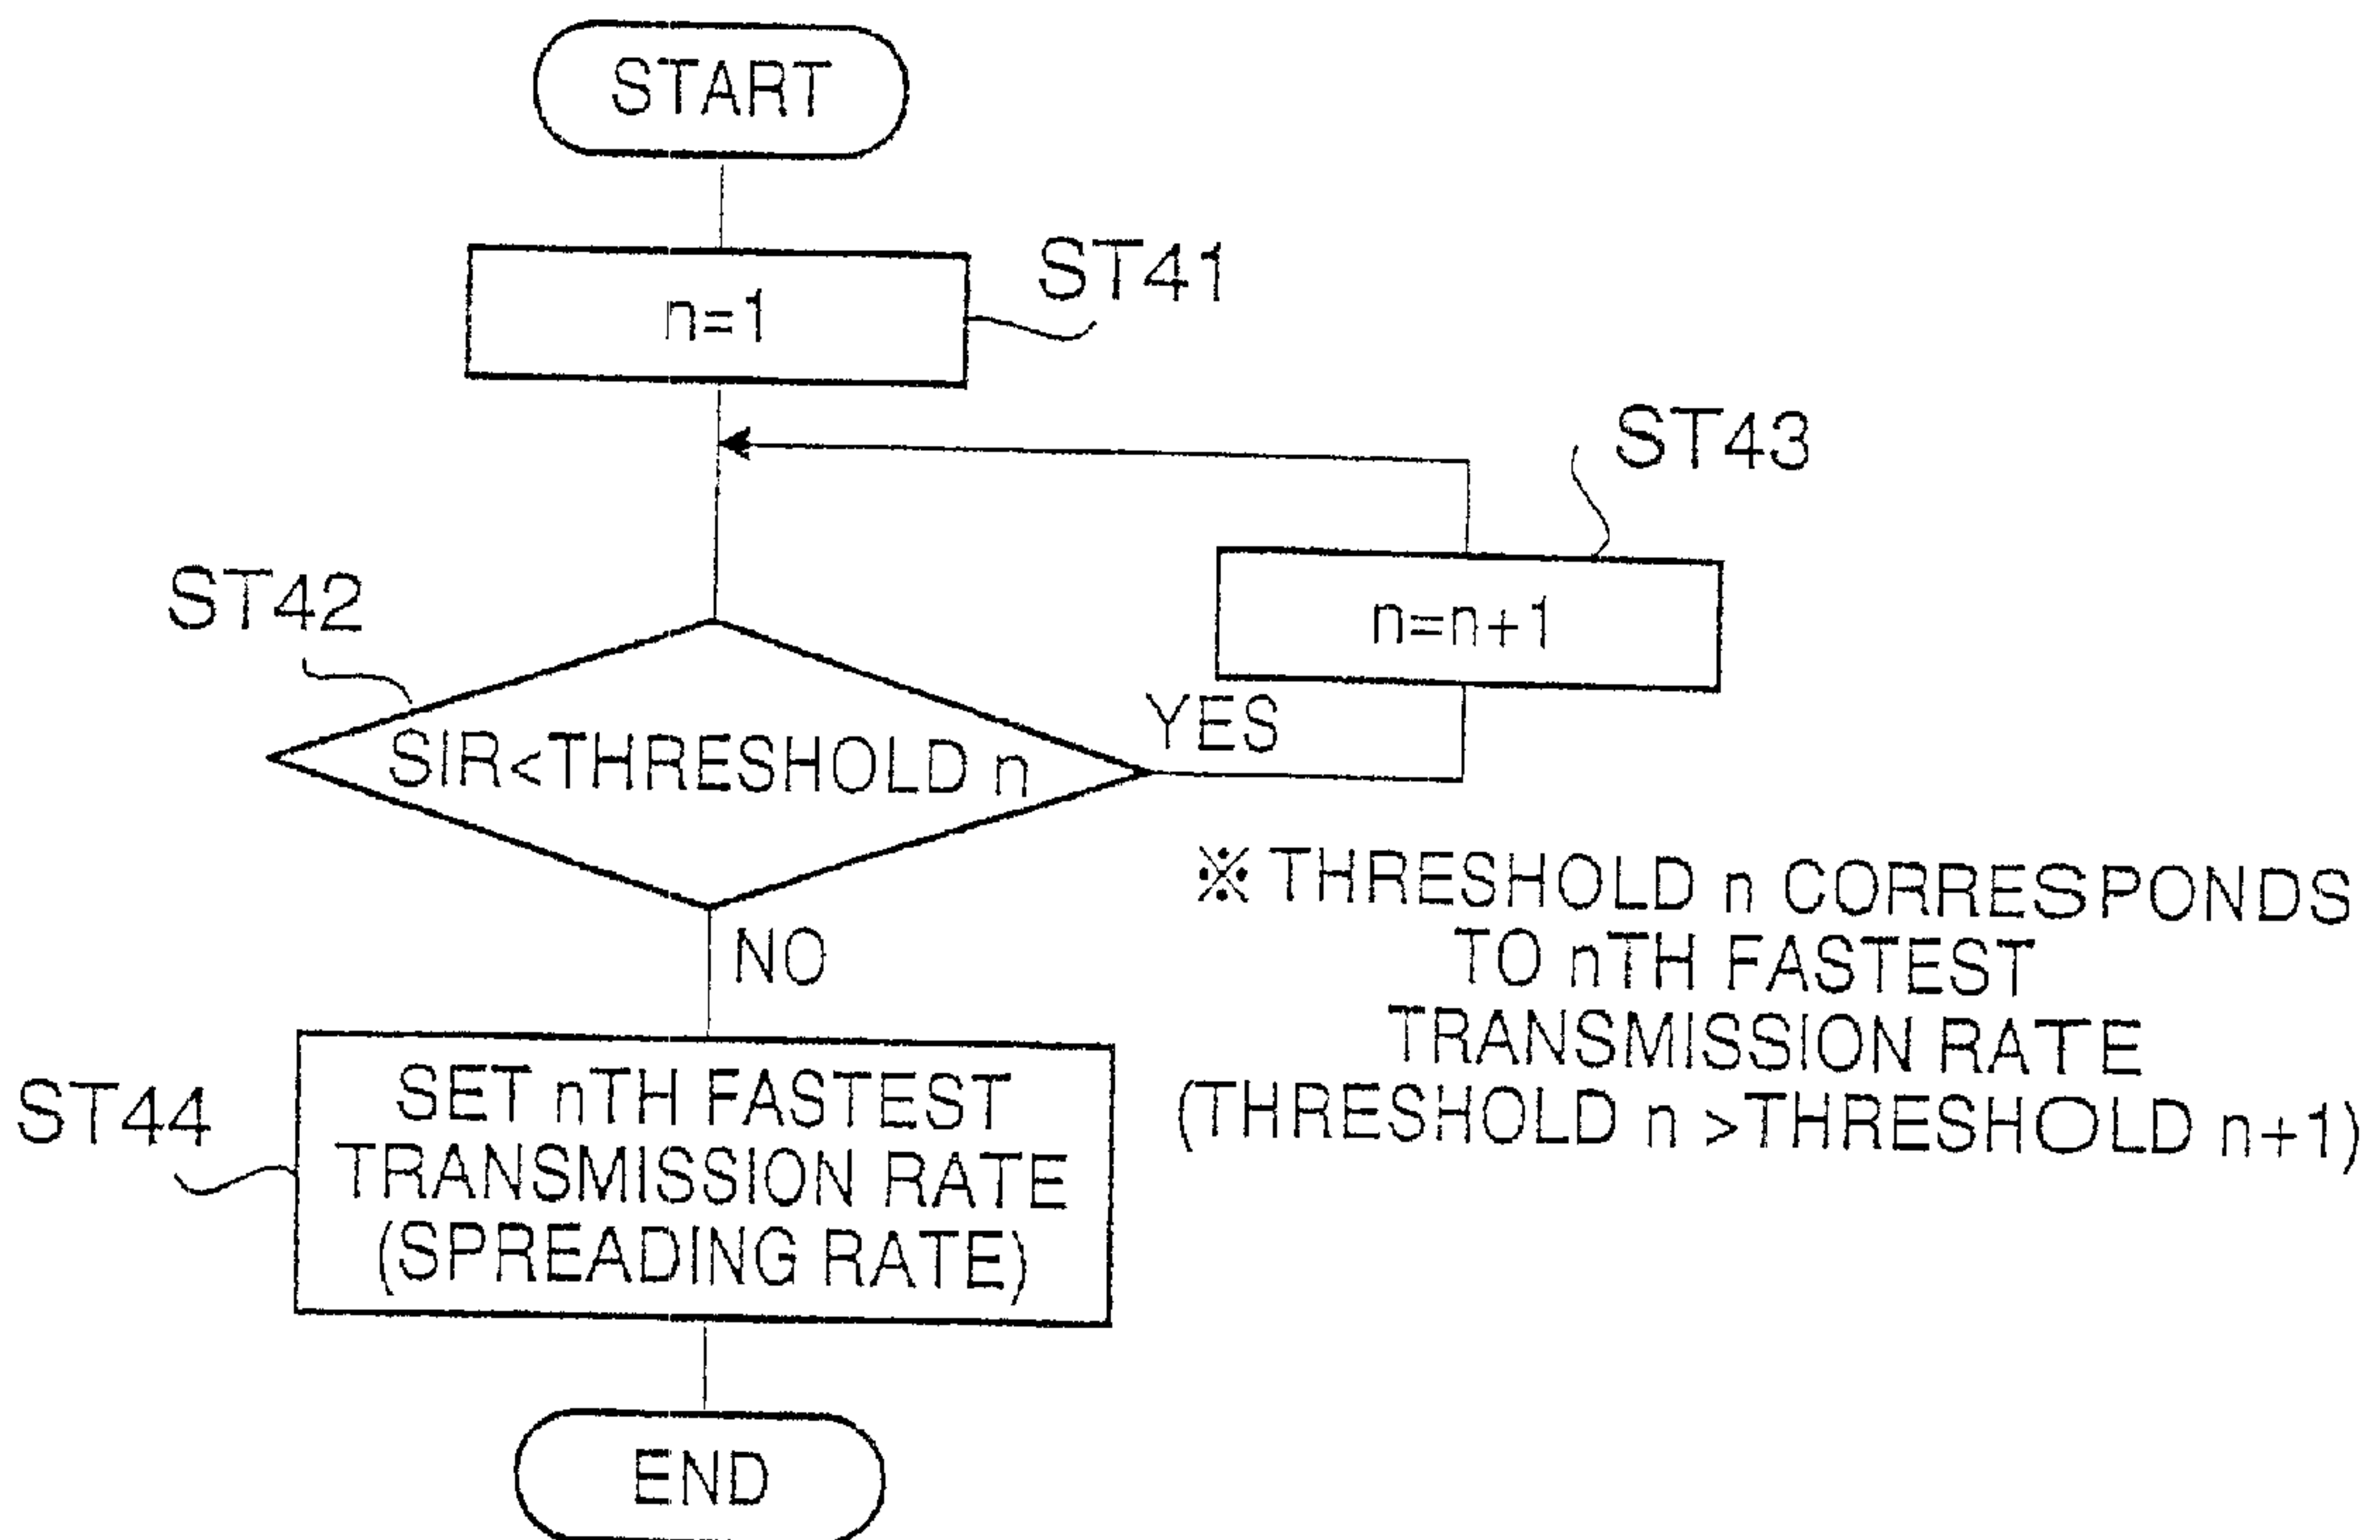 START
n=1
ST41
ST43
n=n+1
ST42
SIR<THRESHOLD n
YES
NO
※ THRESHOLD n CORRESPONDS
TO nTH FASTEST
TRANSMISSION RATE
(THRESHOLD n >THRESHOLD n+1)
ST44
SET nTH FASTEST
TRANSMISSION RATE
(SPREADING RATE)
END